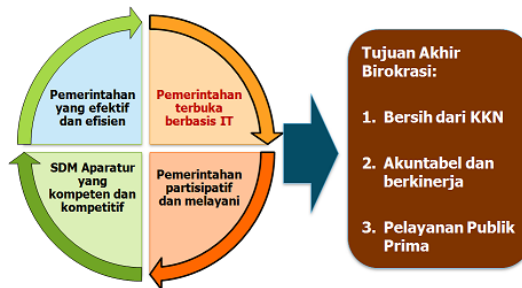 Pemerintahan
yang efektif
dan efisien
Pemerintahan
terbuka
berbasis IT
SDM Aparatur
yang
kompeten dan
kompetitif
Pemerintahan
partisipatif
dan melayani
Tujuan Akhir
Birokrasi:
1. Bersih dari KKN
2. Akuntabel dan
berkinerja
3. Pelayanan Publik
Prima